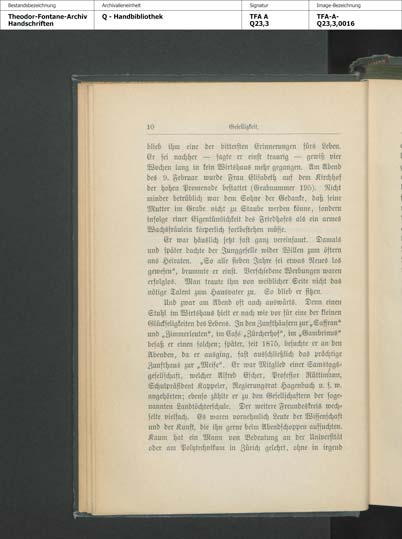 Bestandsbezeichnung
Archivalieneinheit
Signatur
Image-Bezeichnung
Theodor-Fontane-Archiv
Handschriften
Q - Handbibliothek
TFA A
Q23,3
TFA-A-
Q23,3,0016
10 Geselligkeit.
blieb ihm eine der bittersten Erinnerungen fürs Leben.
Er sei nachher — sagte er einst traurig — gewiß vier
Wochen lang in kein Wirtshaus mehr gegangen. Am Abend
des 9. Februar wurde Frau Elisabeth auf dem Kirchhof
der hohen Promenade bestattet (Grabnummer 195). Nicht
minder betrüblich war dem Sohne der Gedanke, daß seine
Mutter im Grabe nicht zu Staube werden könne, sondern
infolge einer Eigentümlichkeit des Friedhofes als ein armes
Wachsfräulein körperlich fortbestehen müsse.
Er war häuslich jetzt fast ganz vereinsamt. Damals
und später dachte der Junggeselle wider Willen zum öftern
ans Heiraten. „So alle sieben Jahre sei etwas Neues los
gewesen“, brummte er einst. Verschiedene Werbungen waren
erfolglos. Man traute ihm von weiblicher Seite nicht das
nötige Talent zum Hausvater zu. So blieb er sitzen.
Und zwar am Abend oft auch auswärts. Denn einen
Stuhl im Wirtshaus hielt er nach wie vor für eine der kleinen
Glückseligkeiten des Lebens. In den Zunfthäusern zur „Saffran“
und „Zimmerleuten“, im Café „Zürcherhof“, im „Gambrinus“
besaß er einen solchen; später, seit 1875, besuchte er an den
Abenden, da er ausging, fast ausschließlich das prächtige
Zunfthaus zur „Meise“. Er war Mitglied einer Samstags-
gesellschaft, welcher Alfred Escher, Professor Rüttimann,
Schulpräsident Kappeler, Regierungsrat Hagenbuch u. s. w.
angehörten; ebenso zählte er zu den Gesellschaftern der soge-
nannten Landtöchterschule. Der weitere Freundeskreis wech-
selte vielfach. Es waren vornehmlich Leute der Wissenschaft
und der Kunst, die ihn gerne beim Abendschoppen aufsuchten.
Kaum hat ein Mann von Bedeutung an der Universität
oder am Polytechnikum in Zürich gelehrt, ohne in irgend